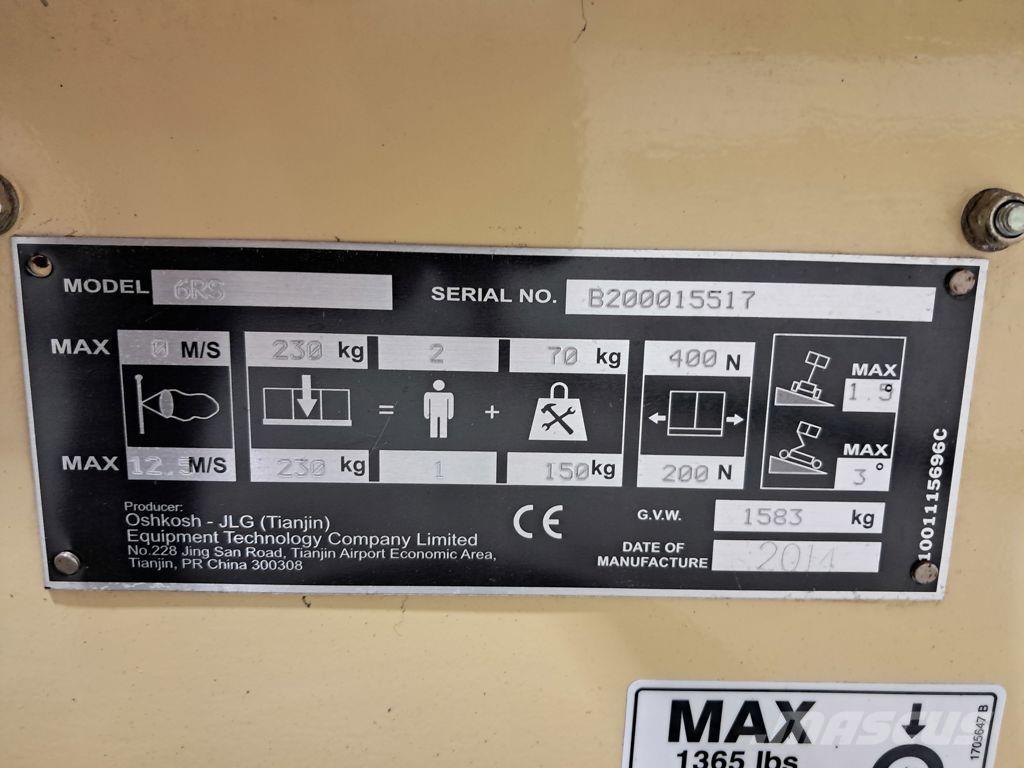 MODEL 6RS SERIAL NO. B200015517
MAX 0 M/S 230 kg 2 70 kg 400 N
MAX
1.5°
= +
MAX 12.5 M/S 230 kg 1 150kg 200 N
MAX
3°
Producer:
Oshkosh - JLG (Tianjin)
Equipment Technology Company Limited
No.228 Jing San Road, Tianjin Airport Economic Area,
Tianjin, PR China 300308
CE
G.V.W. 1583 kg
DATE OF
MANUFACTURE 2014
1001115696C
MAX
1365 lbs
1705647 B
MASCUS